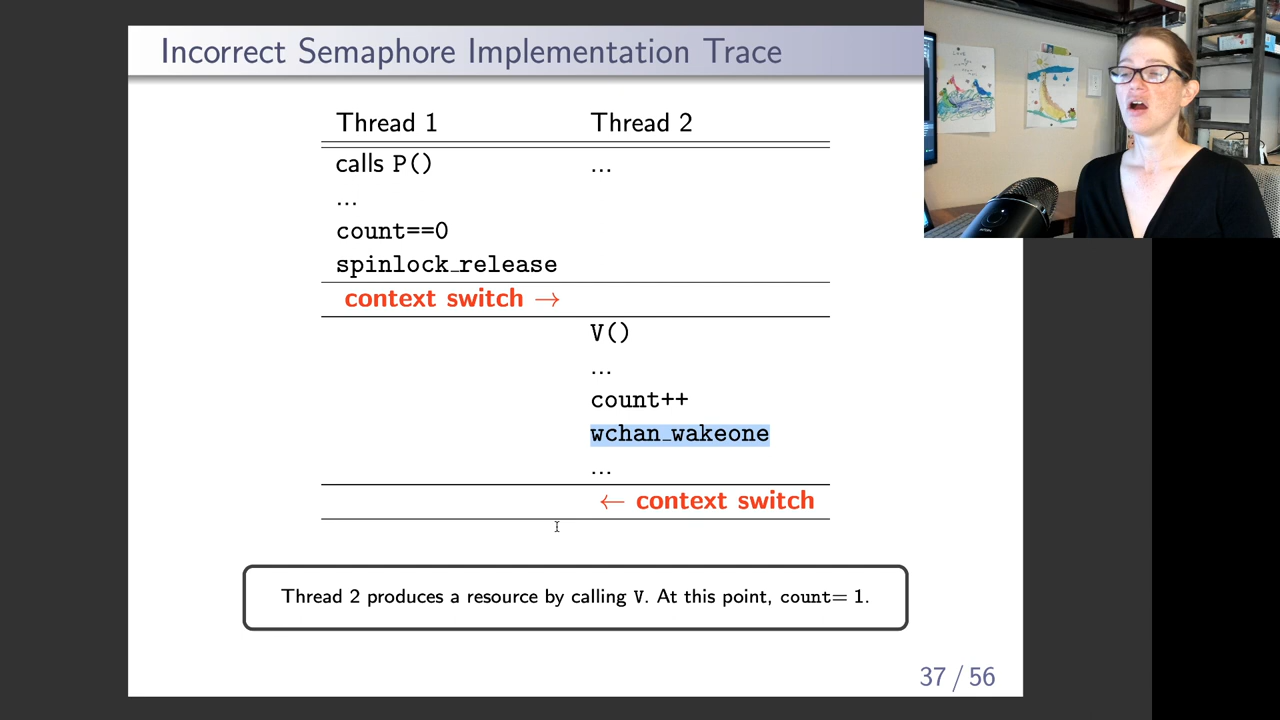 Incorrect Semaphore Implementation Trace
Thread 1 Thread 2
calls P() ...
...
count==0
spinlock_release
context switch →
V()
...
count++
wchan_wakeone
...
← context switch
Thread 2 produces a resource by calling V. At this point, count= 1.
37 / 56